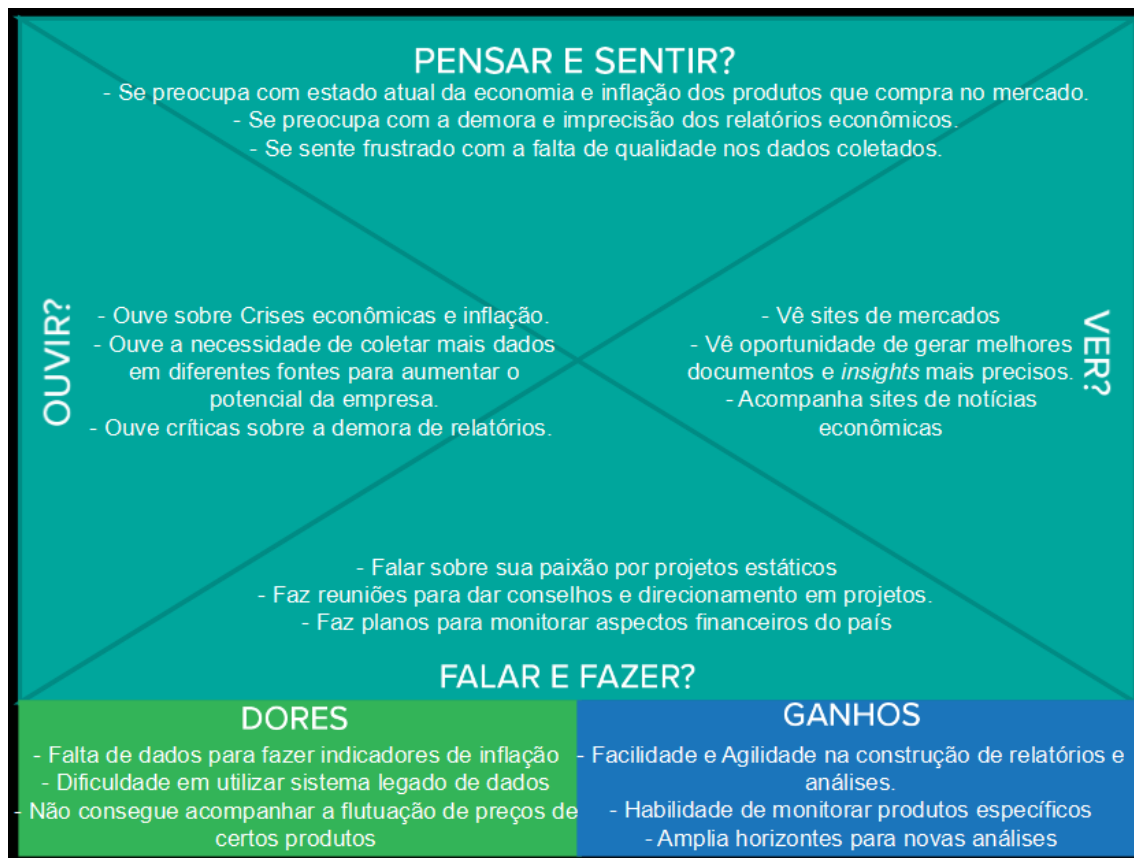 PENSAR E SENTIR?
- Se preocupa com estado atual da economia e inflação dos produtos que compra no mercado.
- Se preocupa com a demora e imprecisão dos relatórios econômicos.
- Se sente frustrado com a falta de qualidade nos dados coletados.
OUVIR?
- Ouve sobre Crises econômicas e inflação.
- Ouve a necessidade de coletar mais dados
em diferentes fontes para aumentar o
potencial da empresa.
- Ouve críticas sobre a demora de relatórios.
- Vê sites de mercados
- Vê oportunidade de gerar melhores
documentos e insights mais precisos.
- Acompanha sites de notícias
econômicas
VER?
- Falar sobre sua paixão por projetos estáticos
- Faz reuniões para dar conselhos e direcionamento em projetos.
- Faz planos para monitorar aspectos financeiros do país
FALAR E FAZER?
DORES
- Falta de dados para fazer indicadores de inflação
- Dificuldade em utilizar sistema legado de dados
- Não consegue acompanhar a flutuação de preços de
certos produtos
GANHOS
- Facilidade e Agilidade na construção de relatórios e
análises.
- Habilidade de monitorar produtos específicos
- Amplia horizontes para novas análises